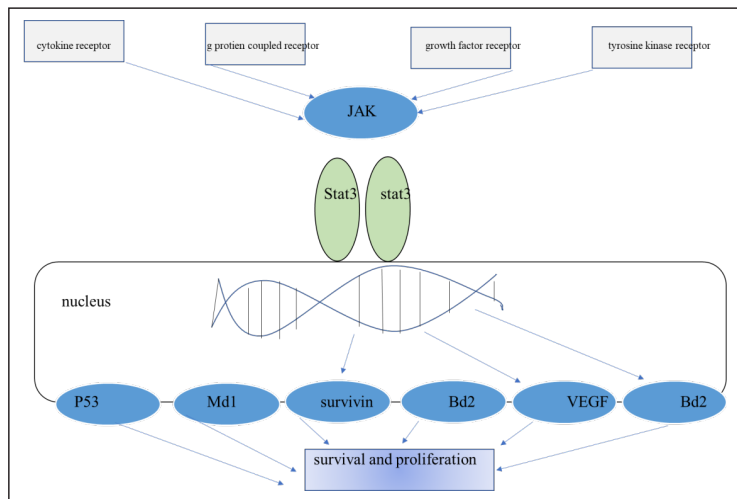 cytokine receptor
g protien coupled receptor
growth factor receptor
tyrosine kinase receptor
JAK
Stat3
stat3
nucleus
P53
Md1
survivin
Bd2
VEGF
Bd2
survival and proliferation